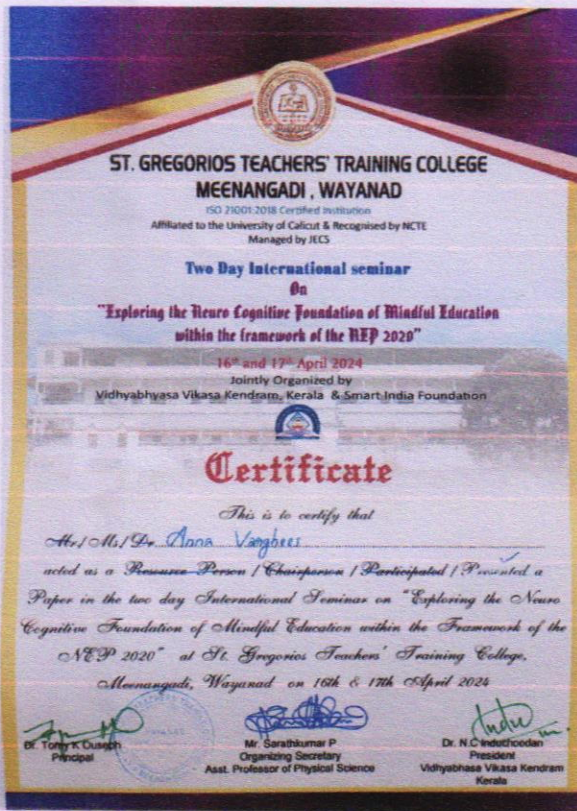 ST. GREGORIOS TEACHERS' TRAINING COLLEGE
MEENANGADI , WAYANAD
ISO 21001:2018 Certified Institution
Affiliated to the University of Calicut & Recognised by NCTE
Managed by JECS
Two Day International seminar
On
"Exploring the Neuro Cognitive Foundation of Mindful Education
within the framework of the NEP 2020"
16th and 17th April 2024
Jointly Organized by
Vidhyabhyasa Vikasa Kendram, Kerala & Smart India Foundation
Certificate
This is to certify that
Mr/Ms/Dr Anna Varghees
acted as a Resource Person / Chairperson / Participated / Presented a
Paper in the two day International Seminar on "Exploring the Neuro
Cognitive Foundation of Mindful Education within the Framework of the
NEP 2020" at St. Gregorios Teachers' Training College,
Meenangadi, Wayanad on 16th & 17th April 2024
Dr. Tomy K Ouseph
Principal
Mr. Sarathkumar P
Organizing Secretary
Asst. Professor of Physical Science
Dr. N.C Induchoodan
President
Vidhyabhasa Vikasa Kendram
Kerala